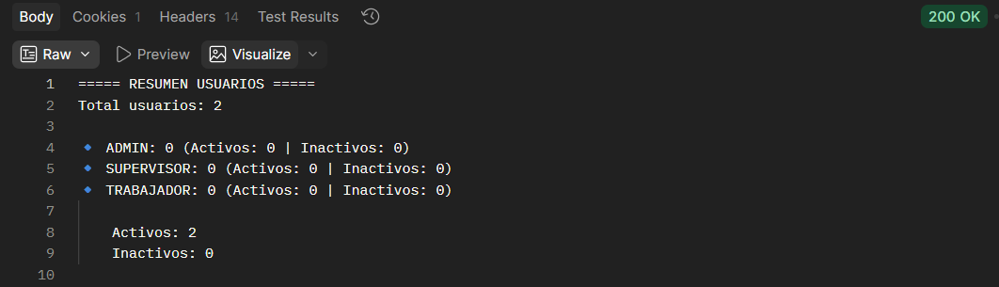 Body Cookies 1 Headers 14 Test Results 200 OK
Raw Preview Visualize
1 ===== RESUMEN USUARIOS =====
2 Total usuarios: 2
3
4 🔹 ADMIN: 0 (Activos: 0 | Inactivos: 0)
5 🔹 SUPERVISOR: 0 (Activos: 0 | Inactivos: 0)
6 🔹 TRABAJADOR: 0 (Activos: 0 | Inactivos: 0)
7
8 Activos: 2
9 Inactivos: 0
10